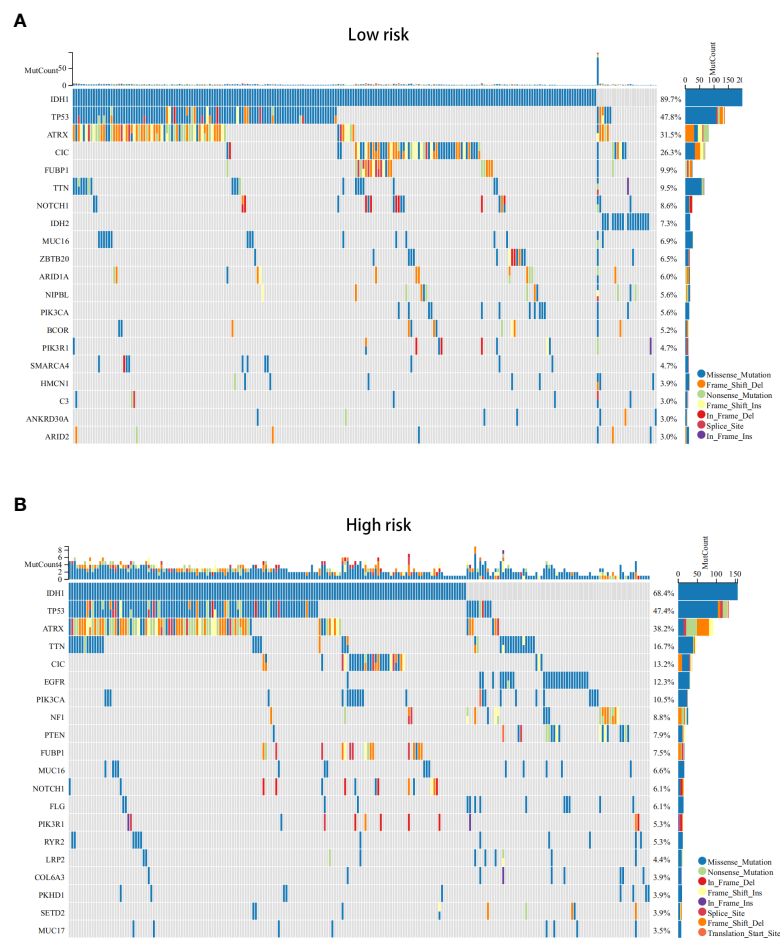 A
Low risk
MutCount
50
0
MutCount
0 50 100 150 20
IDH1 89.7%
TP53 47.8%
ATRX 31.5%
CIC 26.3%
FUBP1 9.9%
TTN 9.5%
NOTCH1 8.6%
IDH2 7.3%
MUC16 6.9%
ZBTB20 6.5%
ARID1A 6.0%
NIPBL 5.6%
PIK3CA 5.6%
BCOR 5.2%
PIK3R1 4.7%
SMARCA4 4.7%
HMCN1 3.9%
C3 3.0%
ANKRD30A 3.0%
ARID2 3.0%
Missense_Mutation
Frame_Shift_Del
Nonsense_Mutation
Frame_Shift_Ins
In_Frame_Del
Splice_Site
In_Frame_Ins
B
High risk
8
6
MutCount4
2
0
MutCount
0 50 100 150
IDH1 68.4%
TP53 47.4%
ATRX 38.2%
TTN 16.7%
CIC 13.2%
EGFR 12.3%
PIK3CA 10.5%
NF1 8.8%
PTEN 7.9%
FUBP1 7.5%
MUC16 6.6%
NOTCH1 6.1%
FLG 6.1%
PIK3R1 5.3%
RYR2 5.3%
LRP2 4.4%
COL6A3 3.9%
PKHD1 3.9%
SETD2 3.9%
MUC17 3.5%
Missense_Mutation
Nonsense_Mutation
In_Frame_Del
Frame_Shift_Ins
In_Frame_Ins
Splice_Site
Frame_Shift_Del
Translation_Start_Site